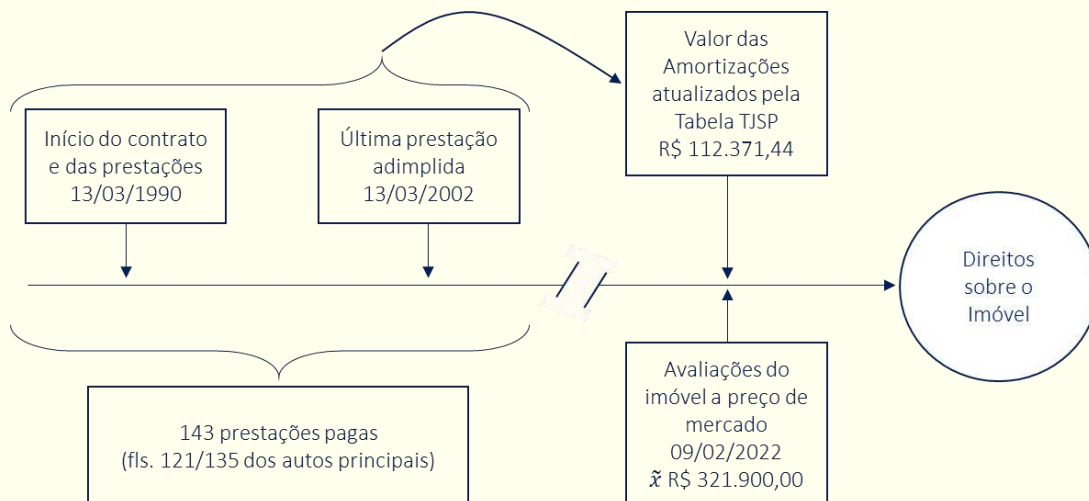 Início do contrato
e das prestações
13/03/1990
Última prestação
adimplida
13/03/2002
Valor das
Amortizações
atualizados pela
Tabela TJSP
R$ 112.371,44
Direitos
sobre o
Imóvel
143 prestações pagas
(fls. 121/135 dos autos principais)
Avaliações do
imóvel a preço de
mercado
09/02/2022
x̃ R$ 321.900,00